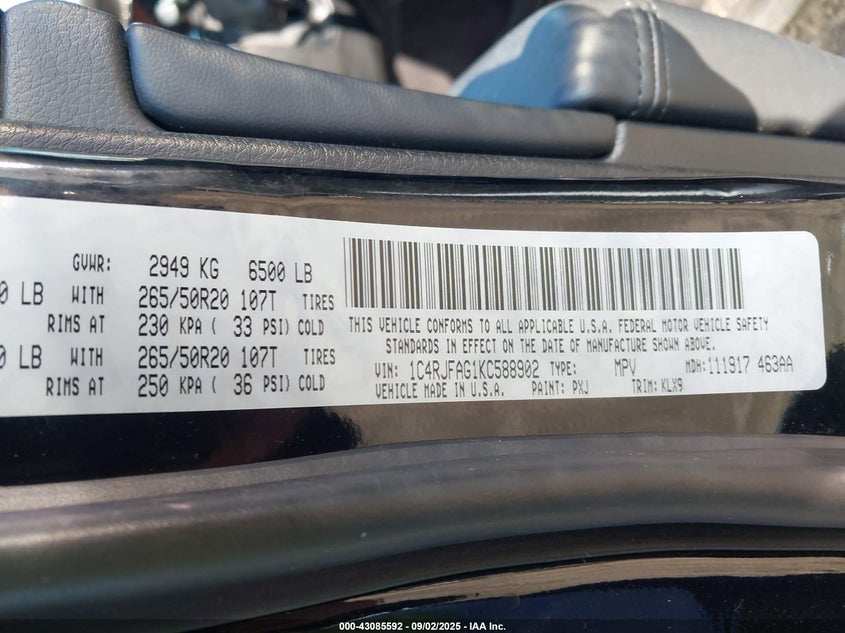 GVWR: 2949 KG 6500 LB
0 LB WITH 265/50R20 107T TIRES
RIMS AT 230 KPA ( 33 PSI) COLD
0 LB WITH 265/50R20 107T TIRES
RIMS AT 250 KPA ( 36 PSI) COLD
THIS VEHICLE CONFORMS TO ALL APPLICABLE U.S.A. FEDERAL MOTOR VEHICLE SAFETY
STANDARDS IN EFFECT ON THE DATE OF MANUFACTURE SHOWN ABOVE.
VIN: 1C4RJFAG1KC588902 TYPE: MPV MDH: 111917 463AA
VEHICLE MADE IN U.S.A. PAINT: PXJ TRIM: KLX9
000-43085592 - 09/02/2025 - IAA Inc.